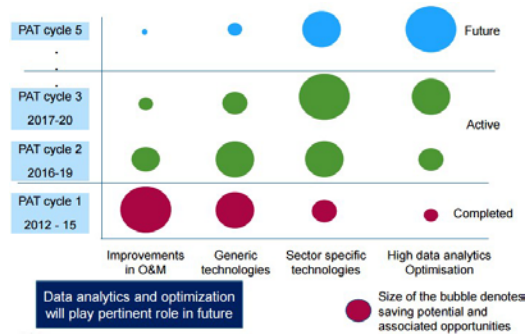 PAT cycle 5
Future
.
.
.
PAT cycle 3
2017-20
Active
PAT cycle 2
2016-19
PAT cycle 1
2012 - 15
Completed
Improvements
in O&M
Generic
technologies
Sector specific
technologies
High data analytics
Optimisation
Data analytics and optimization
will play pertinent role in future
Size of the bubble denotes
saving potential and
associated opportunities